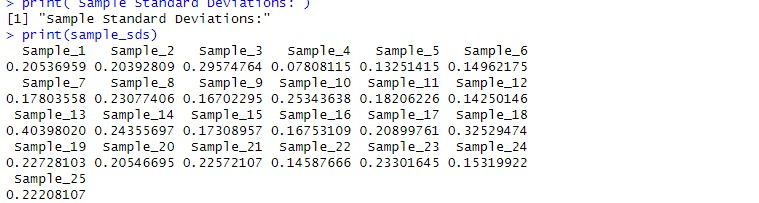 > print("Sample Standard Deviations:")
[1] "Sample Standard Deviations:"
> print(sample_sds)
Sample_1 Sample_2 Sample_3 Sample_4 Sample_5 Sample_6
0.20536959 0.20392809 0.29574764 0.07808115 0.13251415 0.14962175
Sample_7 Sample_8 Sample_9 Sample_10 Sample_11 Sample_12
0.17803558 0.23077406 0.16702295 0.25343638 0.18206226 0.14250146
Sample_13 Sample_14 Sample_15 Sample_16 Sample_17 Sample_18
0.40398020 0.24355697 0.17308957 0.16753109 0.20899761 0.32529474
Sample_19 Sample_20 Sample_21 Sample_22 Sample_23 Sample_24
0.22728103 0.20546695 0.22572107 0.14587666 0.23301645 0.15319922
Sample_25
0.22208107